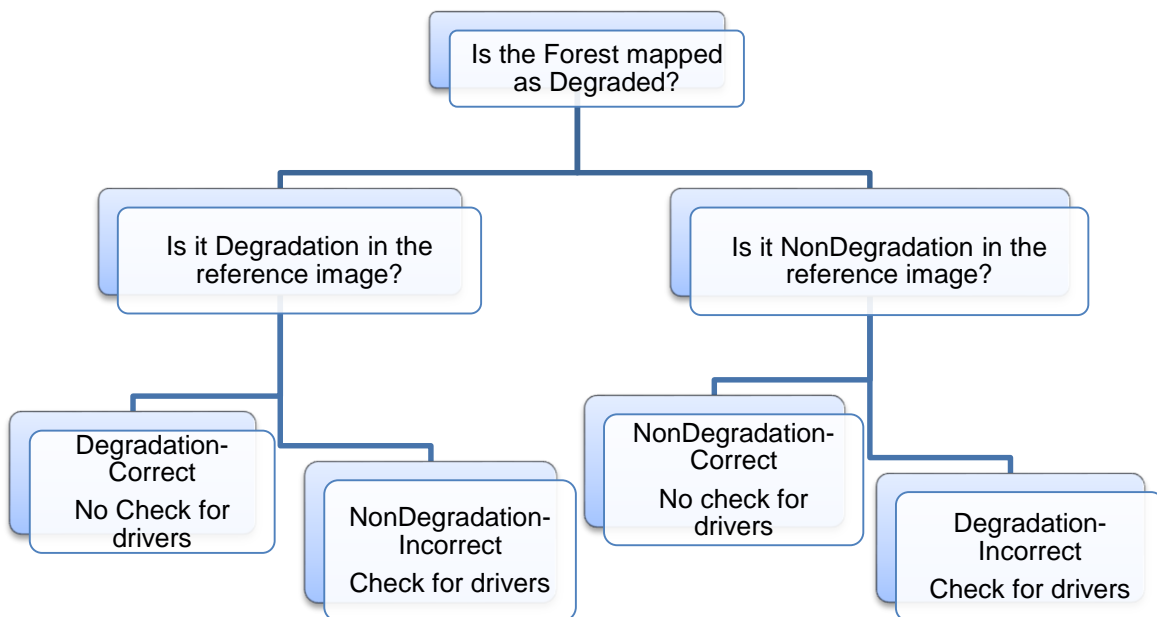 Is the Forest mapped
as Degraded?
Is it Degradation in the
reference image?
Is it NonDegradation in the
reference image?
Degradation-
Correct
No Check for
drivers
NonDegradation-
Incorrect
Check for drivers
NonDegradation-
Correct
No check for
drivers
Degradation-
Incorrect
Check for drivers